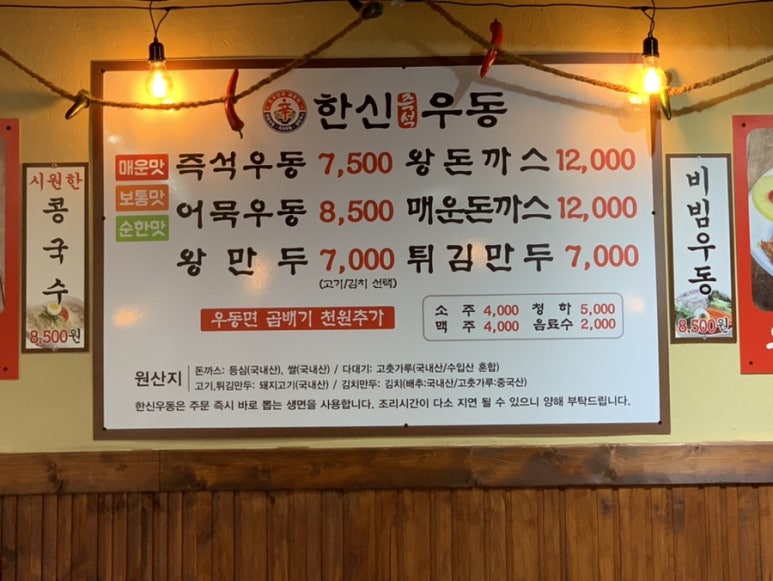 한신즉석우동
매운맛
보통맛
순한맛
즉석우동 7,500 왕돈까스 12,000
어묵우동 8,500 매운돈까스 12,000
왕만두 7,000 튀김만두 7,000
(고기/김치 선택)
우동면 곱배기 천원추가
소주 4,000 청하 5,000
맥주 4,000 음료수 2,000
원산지
돈까스: 등심(국내산), 쌀(국내산) / 다대기: 고춧가루(국내산/수입산 혼합)
고기,튀김만두: 돼지고기(국내산) / 김치만두: 김치(배추:국내산/고춧가루:중국산)
한신우동은 주문 즉시 바로 뽑는 생면을 사용합니다. 조리시간이 다소 지연 될 수 있으니 양해 부탁드립니다.
시원한
콩국수
8,500원
비빔우동
8,500원